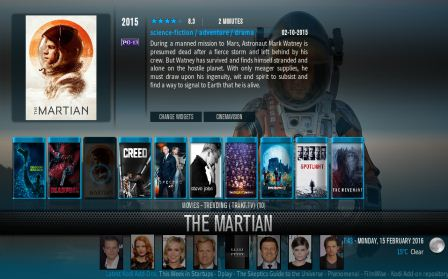 2015
8,3
2 MINUTES
science-fiction / adventure / drama
02-10-2015
PG-13
During a manned mission to Mars, Astronaut Mark Watney is
presumed dead after a fierce storm and left behind by his
crew. But Watney has survived and finds himself stranded and
alone on the hostile planet. With only meager supplies, he
must draw upon his ingenuity, wit and spirit to subsist and
find a way to signal to Earth that he is alive.
THE MARTIAN
CHANGE WIDGETS
CINEMAVISION
DEADPOOL
CREED
steve jobs
SPOTLIGHT
THE REVENANT
MOVIES - TRENDING (TRAKT.TV) (10)
THE MARTIAN
MONDAY, 15 FEBRUARY 2016
15°C Clear
Latest Kodi Add-Ons: This Week in Startups - Dplay - The Skeptics Guide to the Universe - Phenomenal - FilmWise - Kodi Add-on repositor